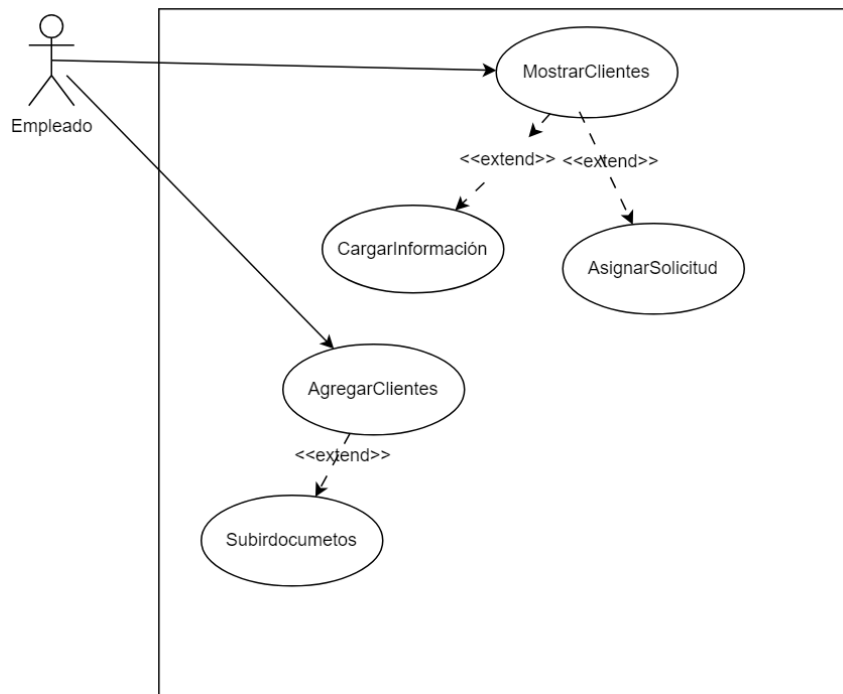 MostrarClientes
Empleado
<<extend>> <<extend>>
CargarInformación
AsignarSolicitud
AgregarClientes
<<extend>>
Subirdocumetos